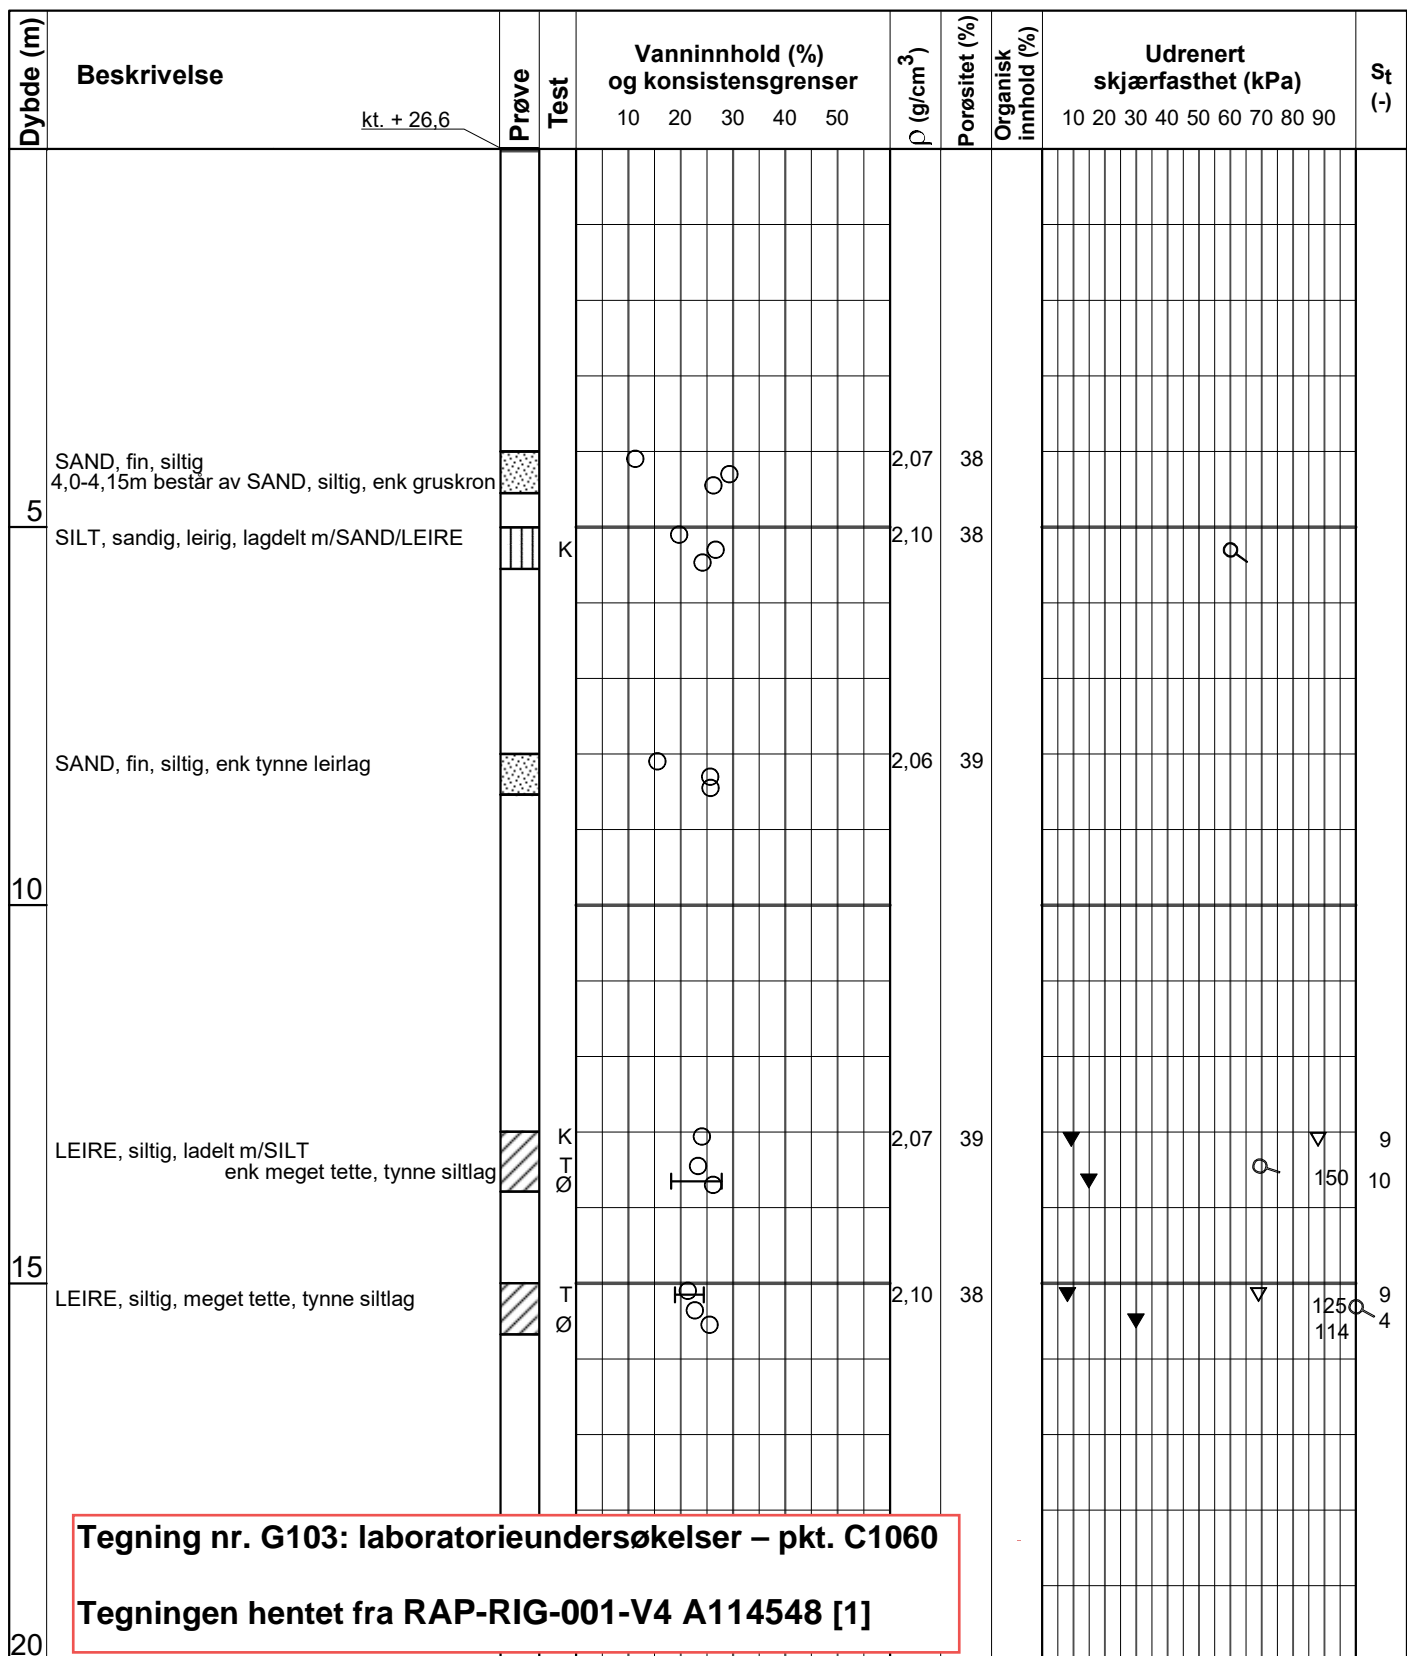 Dybde (m)
Beskrivelse
kt. + 26,6
Prøve
Test
Vanninnhold (%)
og konsistensgrenser
10 20 30 40 50
ρ (g/cm³)
Porøsitet (%)
Organisk
innhold (%)
Udrenert
skjærfasthet (kPa)
10 20 30 40 50 60 70 80 90
St
(-)
SAND, fin, siltig 2,07 38
4,0-4,15m består av SAND, siltig, enk gruskron
5
SILT, sandig, leirig, lagdelt m/SAND/LEIRE K 2,10 38
SAND, fin, siltig, enk tynne leirlag 2,06 39
10
K 2,07 39 9
LEIRE, siltig, ladelt m/SILT
enk meget tette, tynne siltlag T
Ø 150 10
15
LEIRE, siltig, meget tette, tynne siltlag T 2,10 38 9
125
Ø 4
114
Tegning nr. G103: laboratorieundersøkelser – pkt. C1060
Tegningen hentet fra RAP-RIG-001-V4 A114548 [1]
20